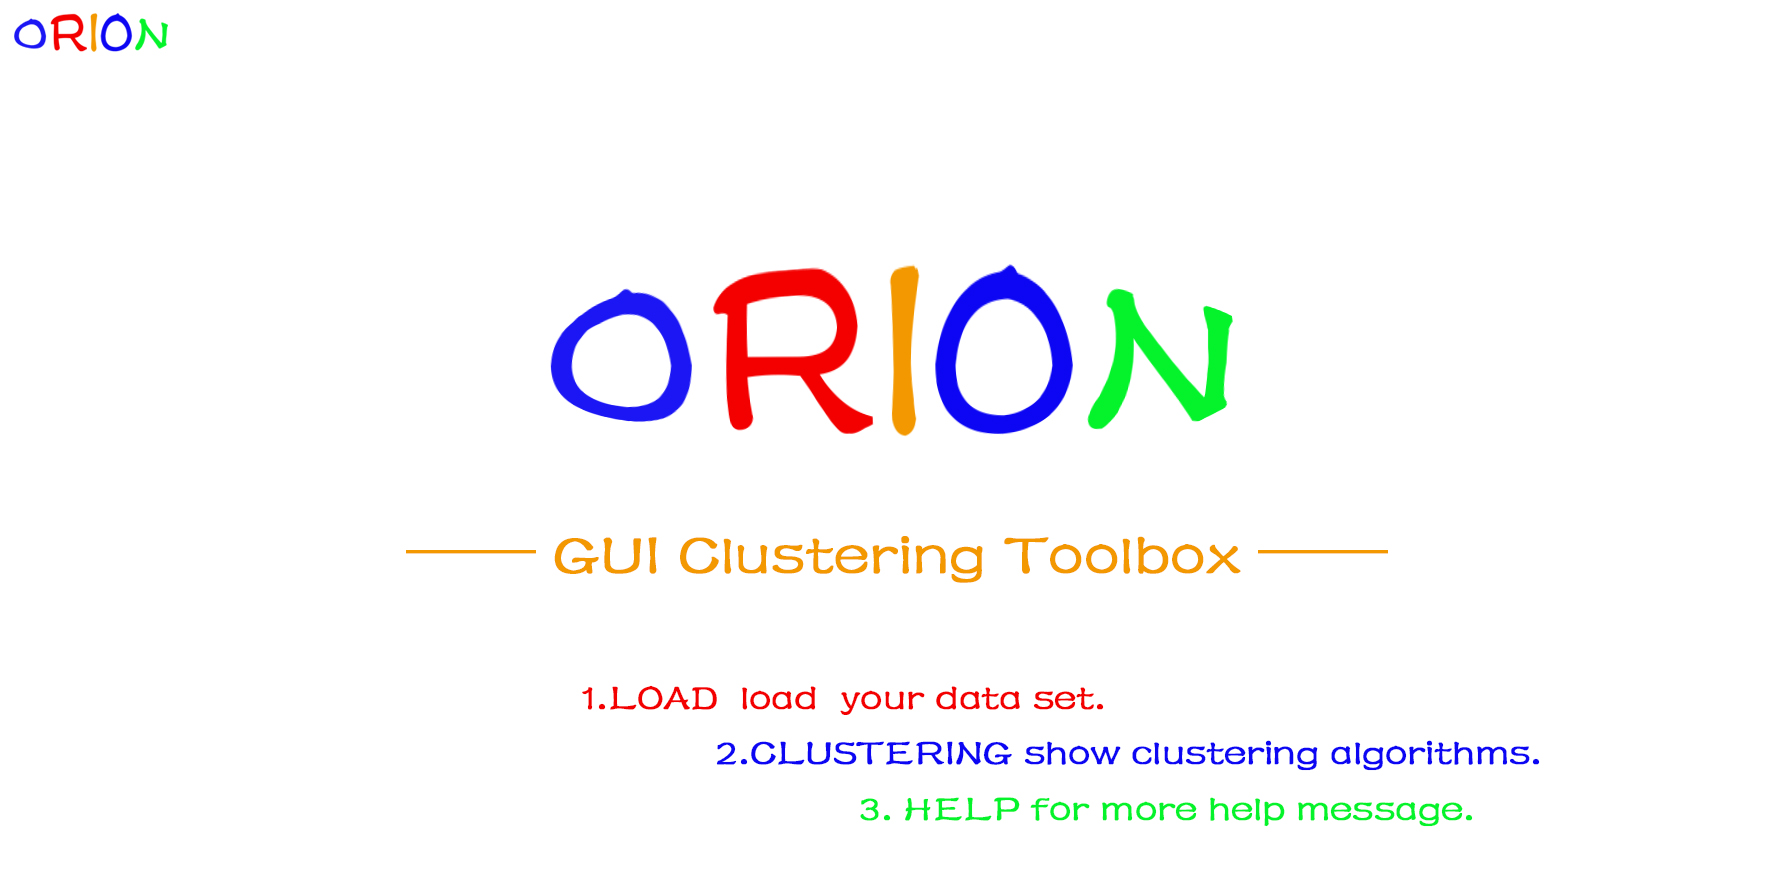 ORION
ORION
GUI Clustering Toolbox
1.LOAD load your data set.
2.CLUSTERING show clustering algorithms.
3. HELP for more help message.